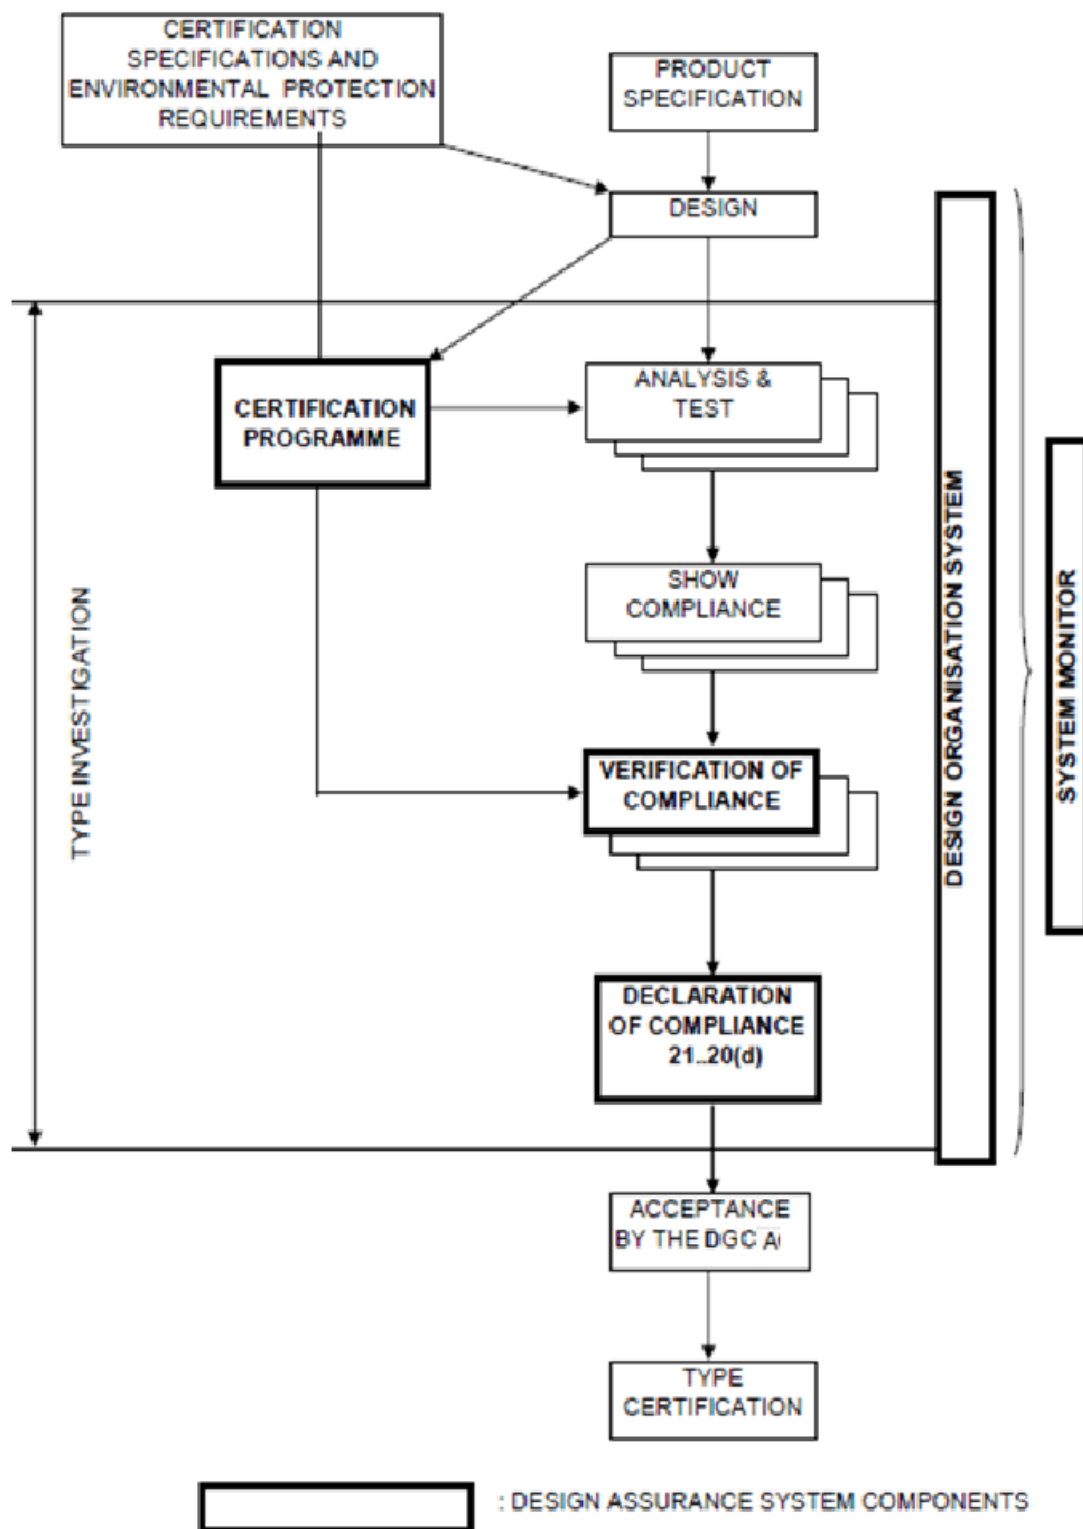 CERTIFICATION
SPECIFICATIONS AND
ENVIRONMENTAL PROTECTION
REQUIREMENTS
PRODUCT
SPECIFICATION
DESIGN
CERTIFICATION
PROGRAMME
ANALYSIS &
TEST
SHOW
COMPLIANCE
VERIFICATION OF
COMPLIANCE
DECLARATION
OF COMPLIANCE
21..20(d)
ACCEPTANCE
BY THE DGC A
TYPE
CERTIFICATION
TYPE INVESTIGATION
DESIGN ORGANISATION SYSTEM
SYSTEM MONITOR
: DESIGN ASSURANCE SYSTEM COMPONENTS